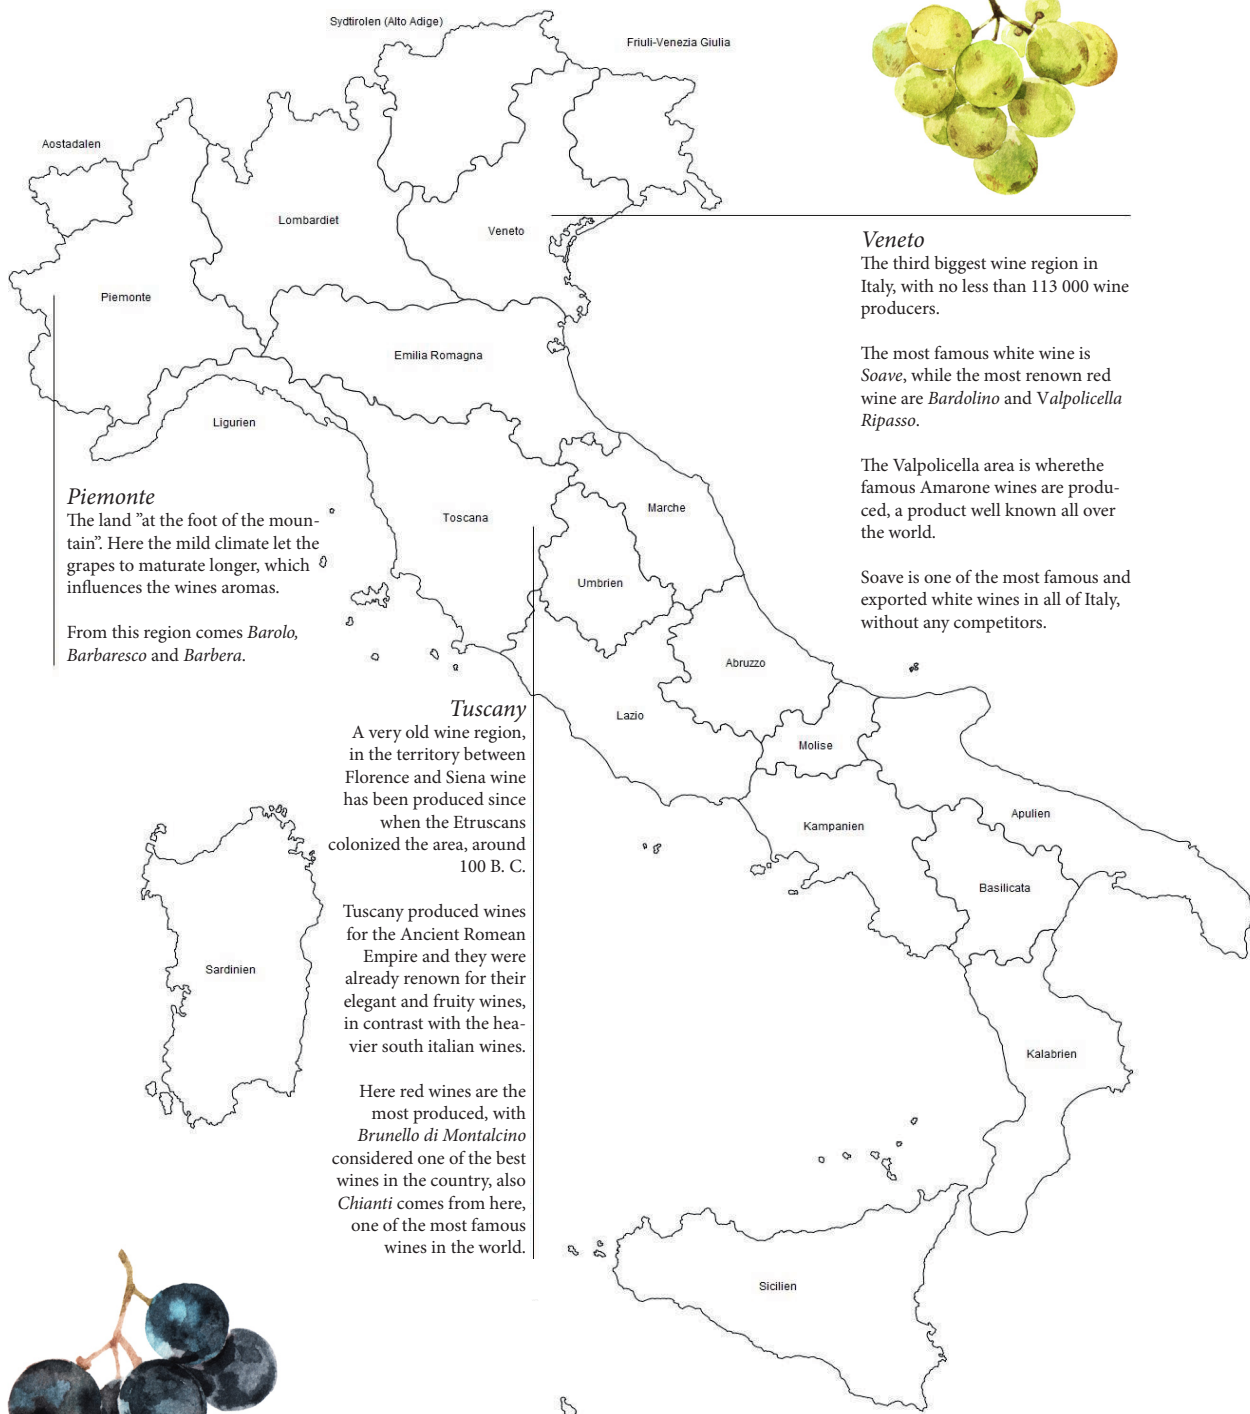 Sydtirolen (Alto Adige)
Friuli-Venezia Giulia
Aostadalen
Lombardiet
Veneto
Piemonte
Emilia Romagna
Ligurien
Toscana
Marche
Umbrien
Abruzzo
Lazio
Molise
Kampanien
Apulien
Basilicata
Sardinien
Kalabrien
Sicilien
Veneto
The third biggest wine region in
Italy, with no less than 113 000 wine
producers.
The most famous white wine is
Soave, while the most renown red
wine are Bardolino and Valpolicella
Ripasso.
The Valpolicella area is wherethe
famous Amarone wines are produ-
ced, a product well known all over
the world.
Soave is one of the most famous and
exported white wines in all of Italy,
without any competitors.
Piemonte
The land ”at the foot of the moun-
tain”. Here the mild climate let the
grapes to maturate longer, which
influences the wines aromas.
From this region comes Barolo,
Barbaresco and Barbera.
Tuscany
A very old wine region,
in the territory between
Florence and Siena wine
has been produced since
when the Etruscans
colonized the area, around
100 B. C.
Tuscany produced wines
for the Ancient Romean
Empire and they were
already renown for their
elegant and fruity wines,
in contrast with the hea-
vier south italian wines.
Here red wines are the
most produced, with
Brunello di Montalcino
considered one of the best
wines in the country, also
Chianti comes from here,
one of the most famous
wines in the world.